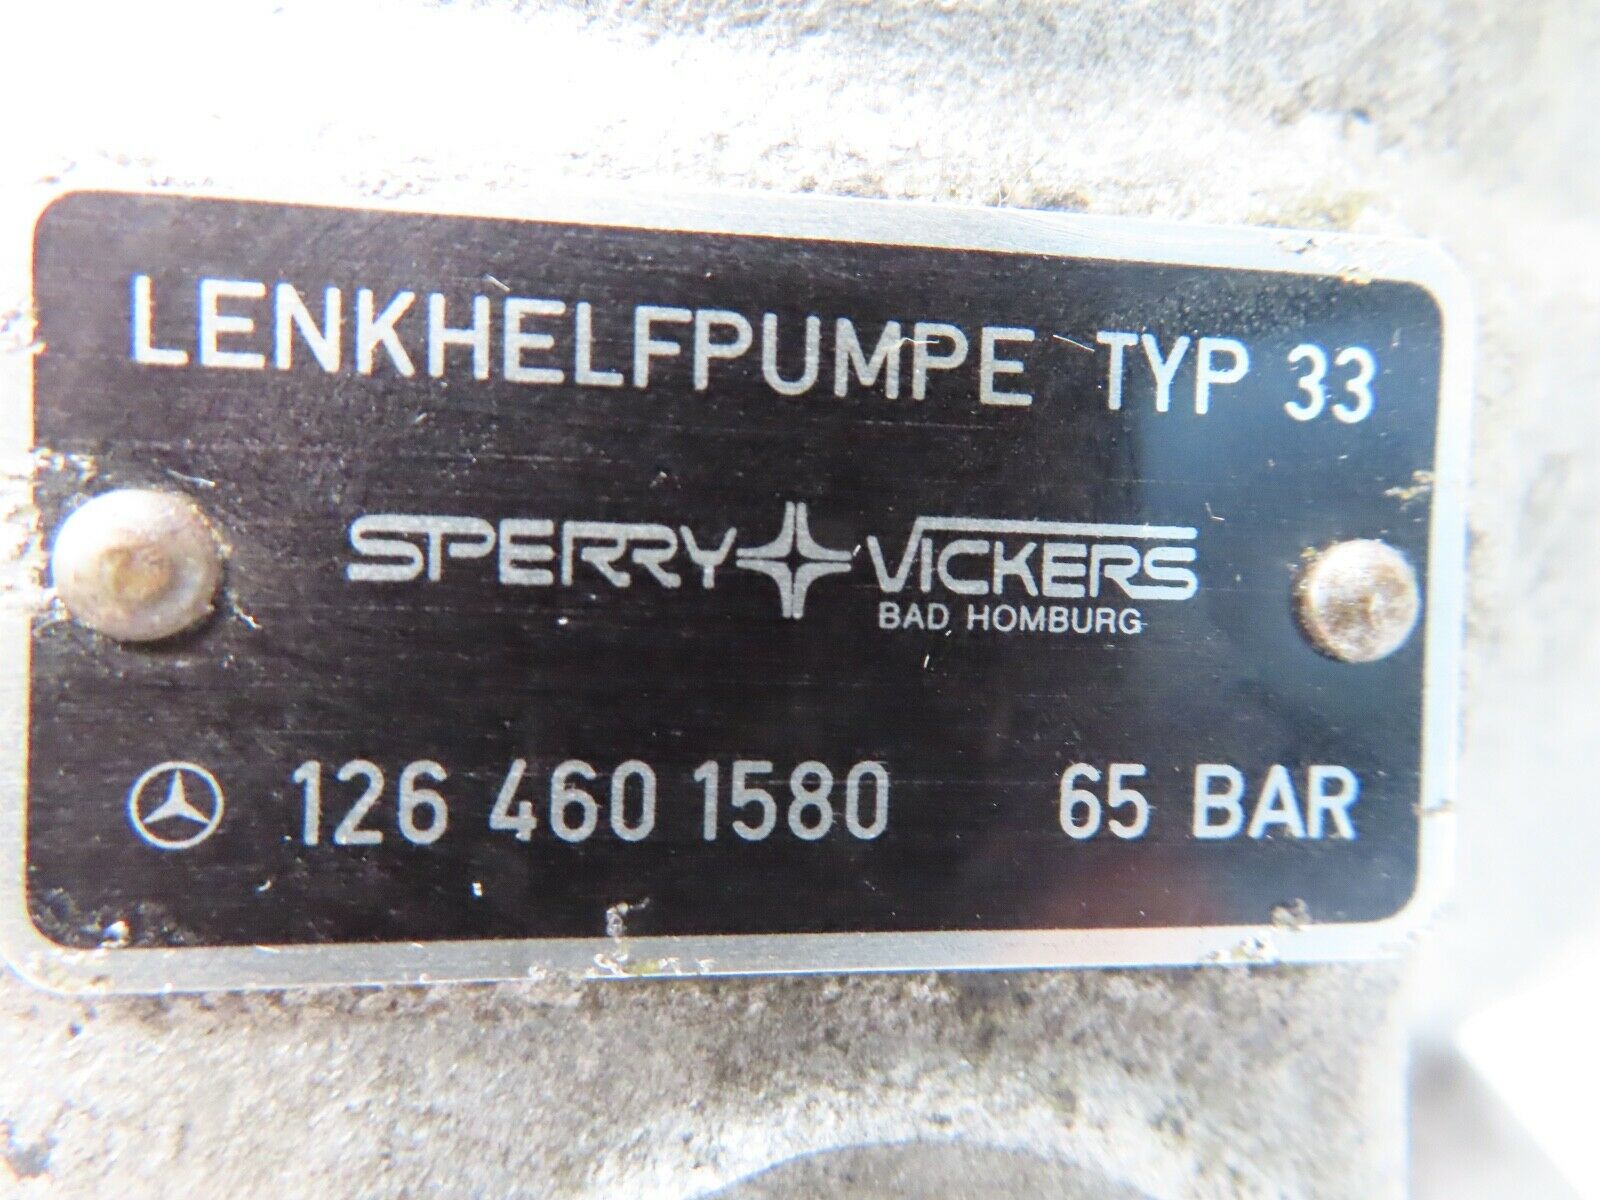 LENKHELFPUMPE TYP 33
SPERRY VICKERS
BAD HOMBURG
126 460 1580 65 BAR